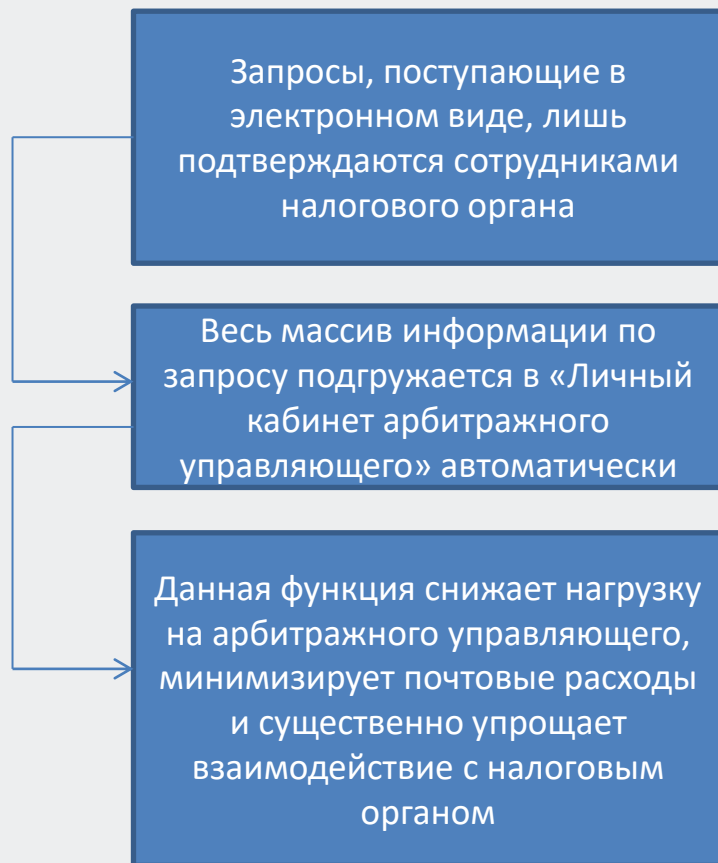 Запросы, поступающие в
электронном виде, лишь
подтверждаются сотрудниками
налогового органа
Весь массив информации по
запросу подгружается в «Личный
кабинет арбитражного
управляющего» автоматически
Данная функция снижает нагрузку
на арбитражного управляющего,
минимизирует почтовые расходы
и существенно упрощает
взаимодействие с налоговым
органом